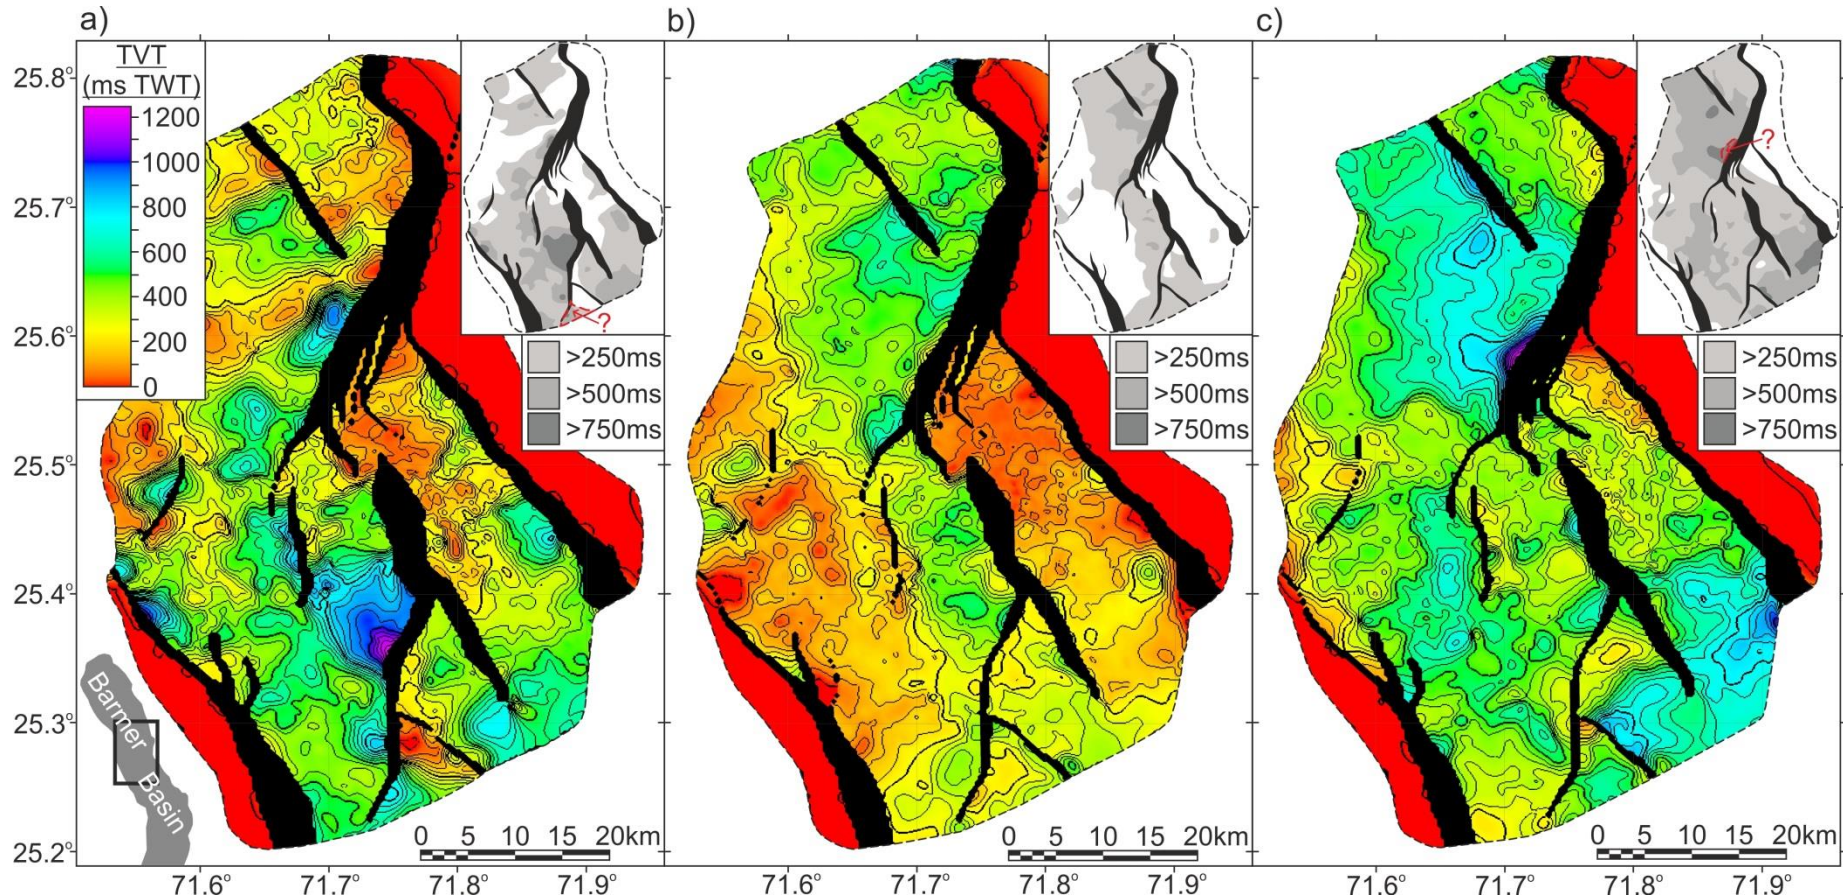 a)
b)
c)
TVT
(ms TWT)
1200
1000
800
600
400
200
0
25.8°
25.7°
25.6°
25.5°
25.4°
25.3°
25.2°
?
>250ms
>500ms
>750ms
>250ms
>500ms
>750ms
?
>250ms
>500ms
>750ms
Barmer
Basin
0 5 10 15 20km
0 5 10 15 20km
0 5 10 15 20km
71.6° 71.7° 71.8° 71.9°
71.6° 71.7° 71.8° 71.9°
71.6° 71.7° 71.8° 71.9°